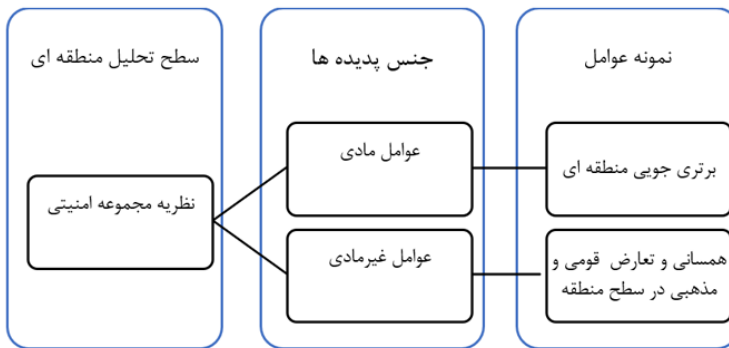 سطح تحلیل منطقه ای
جنس پدیده ها
نمونه عوامل
نظریه مجموعه امنیتی
عوامل مادی
برتری جویی منطقه ای
عوامل غیرمادی
همسانی و تعارض قومی و
مذهبی در سطح منطقه